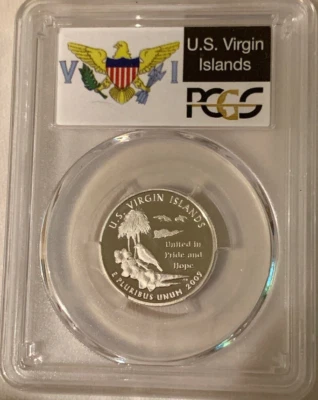 V I
U.S. Virgin
Islands
PCGS
U.S. VIRGIN ISLANDS
United in
Pride and
Hope
E PLURIBUS UNUM 2009